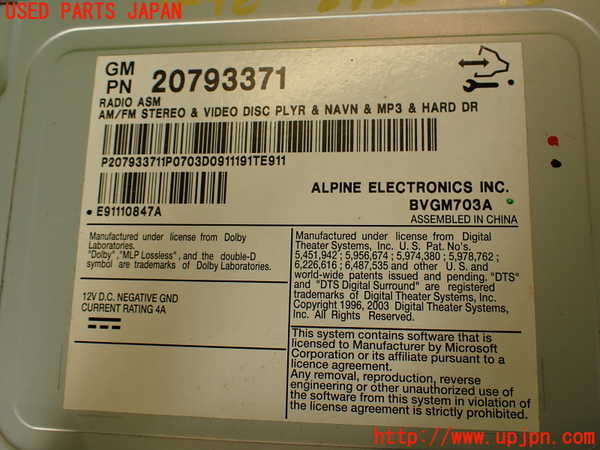 USED PARTS JAPAN
GM
PN 20793371
RADIO ASM
AM/FM STEREO & VIDEO DISC PLYR & NAVN & MP3 & HARD DR
P207933711P0703D0911191TE911
ALPINE ELECTRONICS INC.
BVGM703A
ASSEMBLED IN CHINA
E91110847A
Manufactured under license from Dolby
Laboratories.
"Dolby","MLP Lossless", and the double-D
symbol are trademarks of Dolby Laboratories.
12V D.C. NEGATIVE GND
CURRENT RATING 4A
Manufactured under license from Digital
Theater Systems, Inc. U.S. Pat. No's.
5,451,942 ; 5,956,674 ; 5,974,380 ; 5,978,762 ;
6,226,616 ; 6,487,535 and other U.S. and
world-wide patents issued and pending. "DTS"
and "DTS Digital Surround" are registered
trademarks of Digital Theater Systems, Inc.
Copyright 1996, 2003 Digital Theater Systems,
Inc. All Rights Reserved.
This system contains software that is
licensed to Manufacturer by Microsoft
Corporation or its affiliate pursuant to a
licence agreement.
Any removal, reproduction, reverse
engineering or other unauthorized use of
the software from this system in violation of
the licence agreement is strictly prohibited.
http://www.upjpn.com/